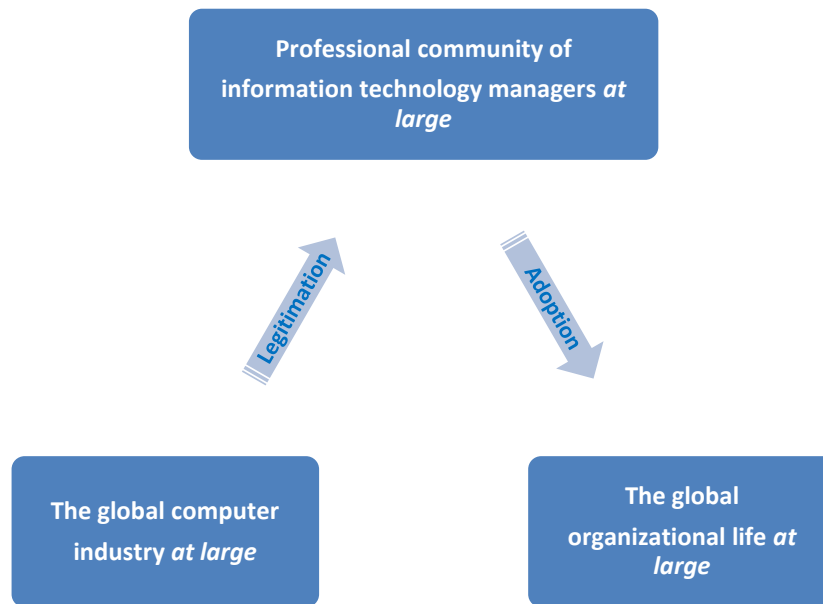 Professional community of
information technology managers at
large
Legitimation
Adoption
The global computer
industry at large
The global
organizational life at
large